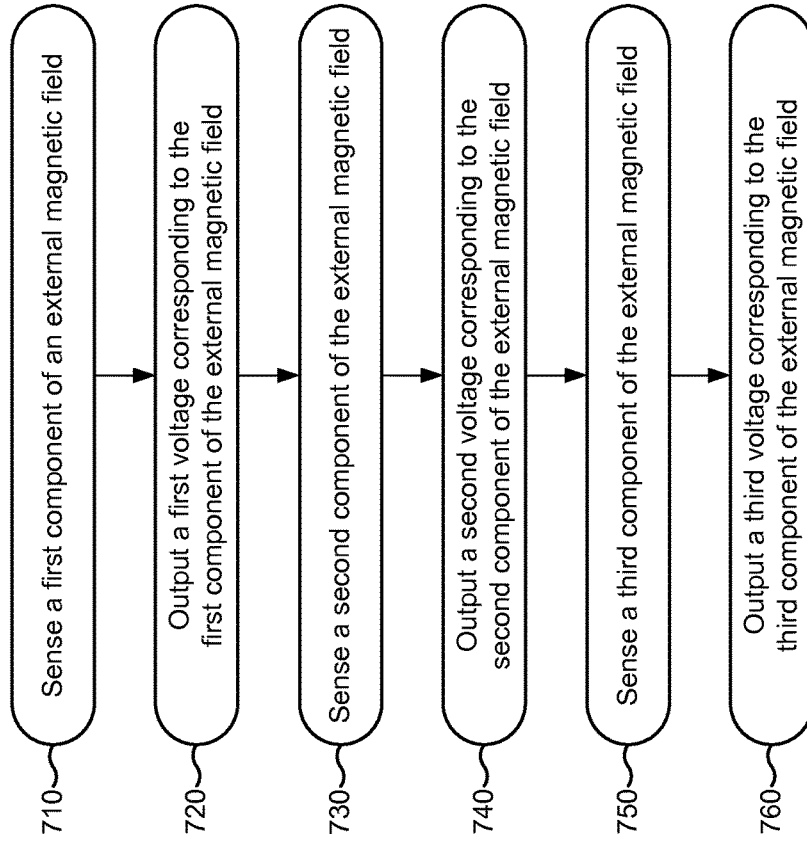 710
Sense a first component of an external magnetic field
720
Output a first voltage corresponding to the
first component of the external magnetic field
730
Sense a second component of the external magnetic field
740
Output a second voltage corresponding to the
second component of the external magnetic field
750
Sense a third component of the external magnetic field
760
Output a third voltage corresponding to the
third component of the external magnetic field